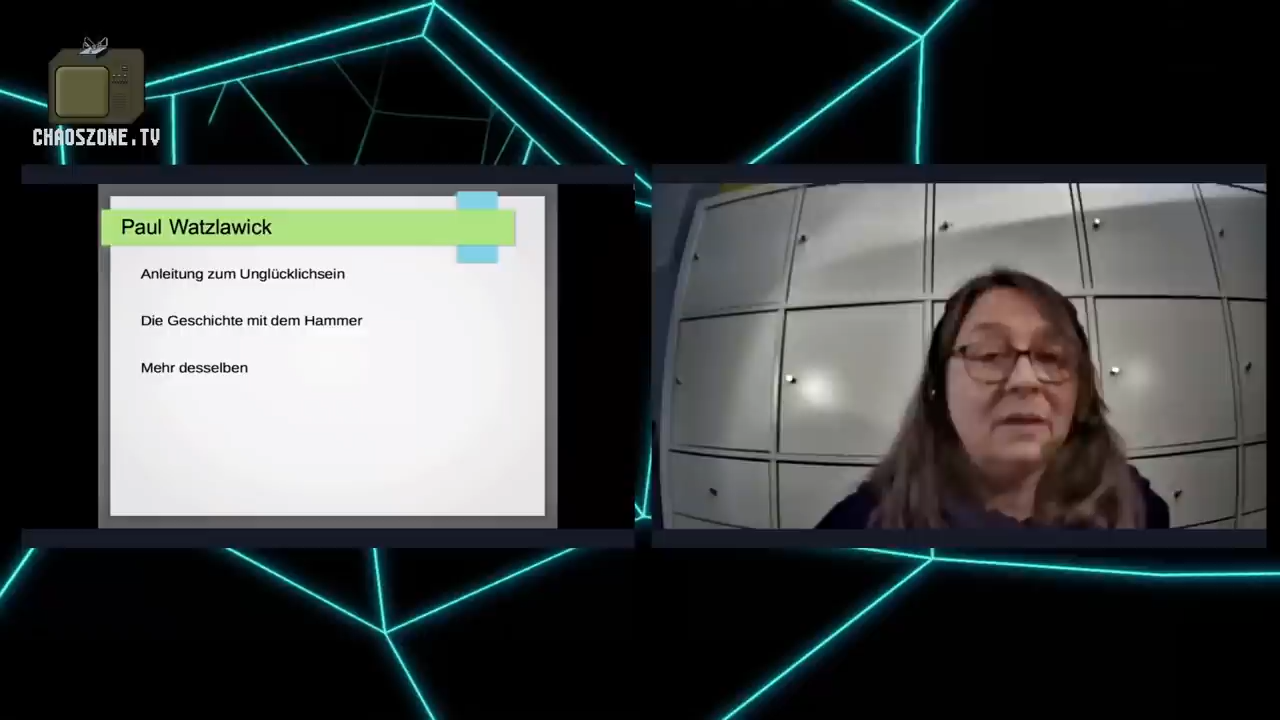 CHAOSZONE.TV
Paul Watzlawick
Anleitung zum Unglücklichsein
Die Geschichte mit dem Hammer
Mehr desselben